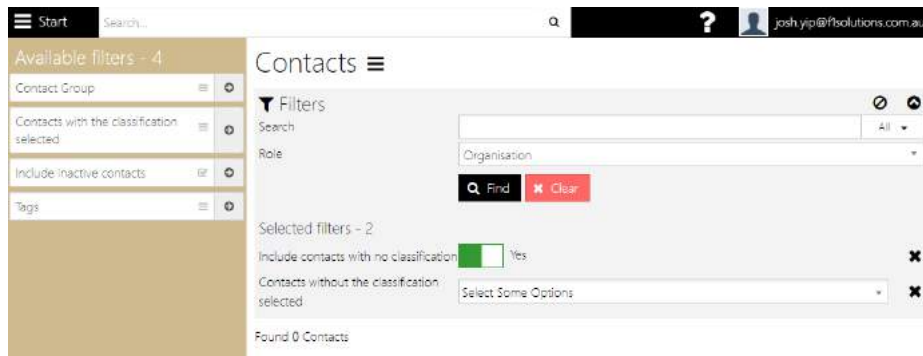 Start
Search...
?
josh.yip@f1solutions.com.au
Available filters - 4
Contact Group
Contacts with the classification
selected
Include inactive contacts
Tags
Contacts
Filters
Search
All
Role
Organisation
Find
Clear
Selected filters - 2
Include contacts with no classification
Yes
Contacts without the classification
selected
Select Some Options
Found 0 Contacts